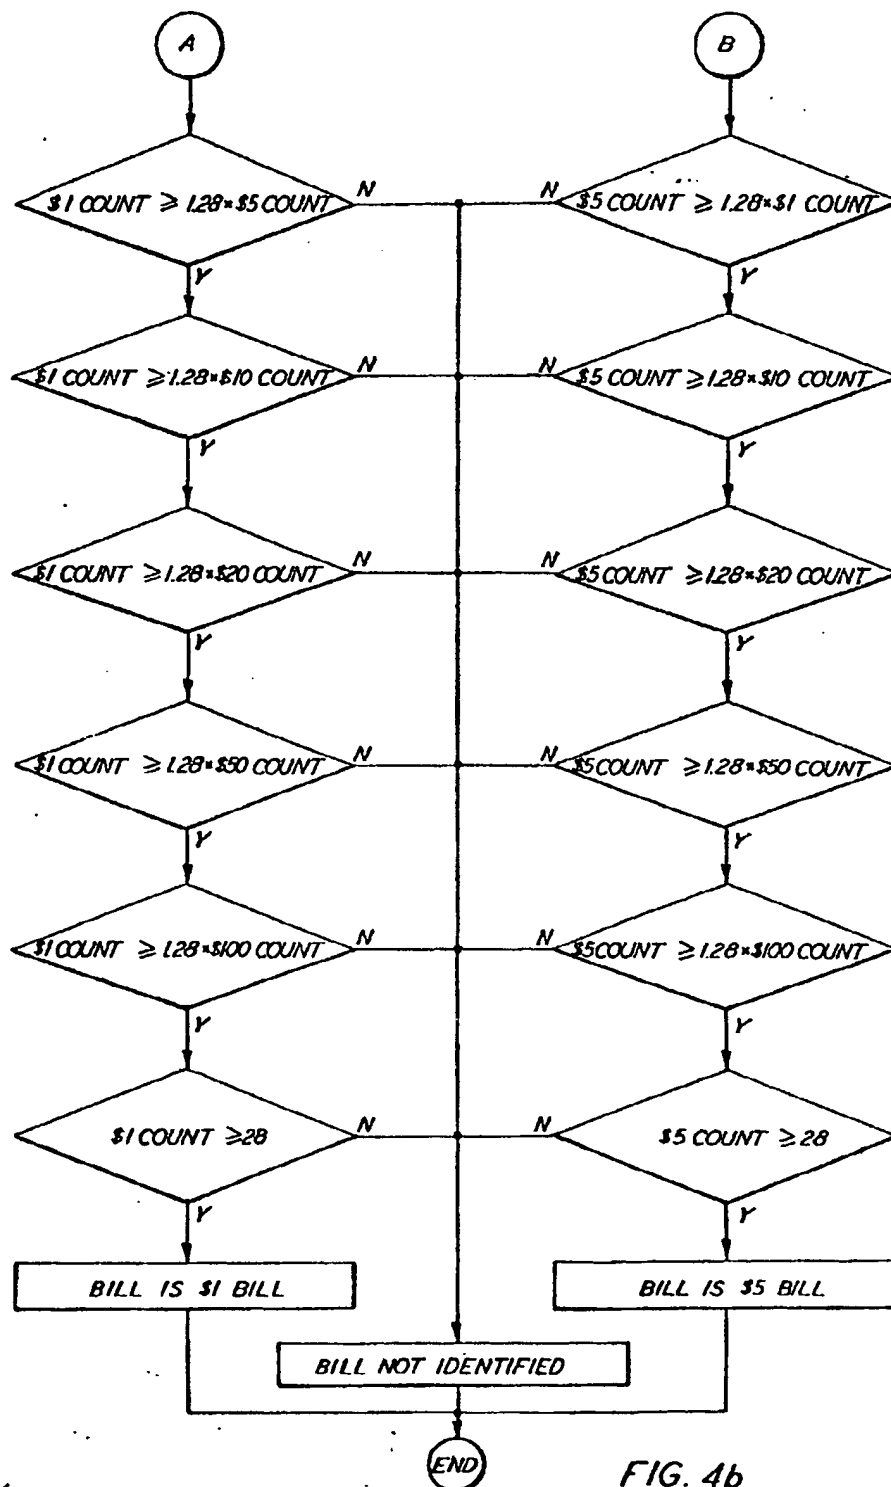 A
B
$1 COUNT ≥ 1.28×$5 COUNT
N
N
$5 COUNT ≥ 1.28×$1 COUNT
Y
Y
$1 COUNT ≥ 1.28×$10 COUNT
N
N
$5 COUNT ≥ 1.28×$10 COUNT
Y
Y
$1 COUNT ≥ 1.28×$20 COUNT
N
N
$5 COUNT ≥ 1.28×$20 COUNT
Y
Y
$1 COUNT ≥ 1.28×$50 COUNT
N
N
$5 COUNT ≥ 1.28×$50 COUNT
Y
Y
$1 COUNT ≥ 1.28×$100 COUNT
N
N
$5 COUNT ≥ 1.28×$100 COUNT
Y
Y
$1 COUNT ≥28
N
N
$5 COUNT ≥28
Y
Y
BILL IS $1 BILL
BILL IS $5 BILL
BILL NOT IDENTIFIED
END
FIG. 4b